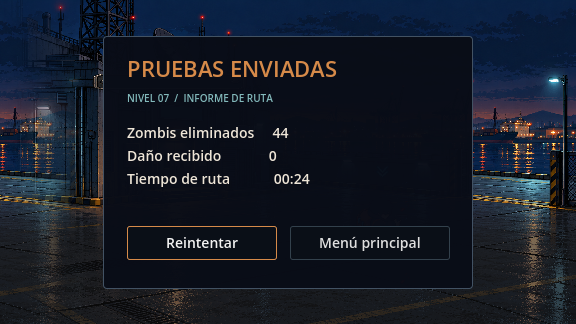 PRUEBAS ENVIADAS
NIVEL 07 / INFORME DE RUTA
Zombis eliminados 44
Daño recibido 0
Tiempo de ruta 00:24
Reintentar Menú principal